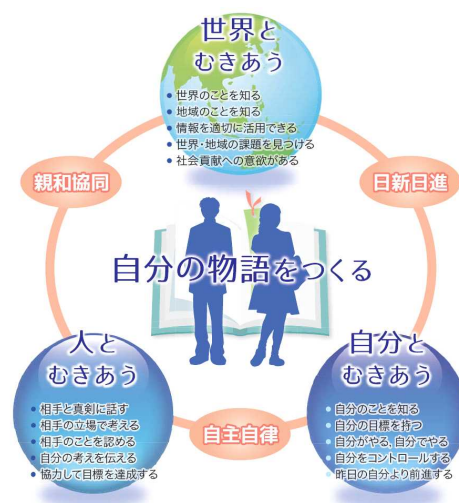 世界と
むきあう
世界のことを知る
地域のことを知る
情報を適切に活用できる
世界・地域の課題を見つける
社会貢献への意欲がある
親和協同
日新日進
自分の物語をつくる
人と
むきあう
相手と真剣に話す
相手の立場で考える
相手のことを認める
自分の考えを伝える
協力して目標を達成する
自主自律
自分と
むきあう
自分のことを知る
自分の目標を持つ
自分がやる、自分でやる
自分をコントロールする
昨日の自分より前進する